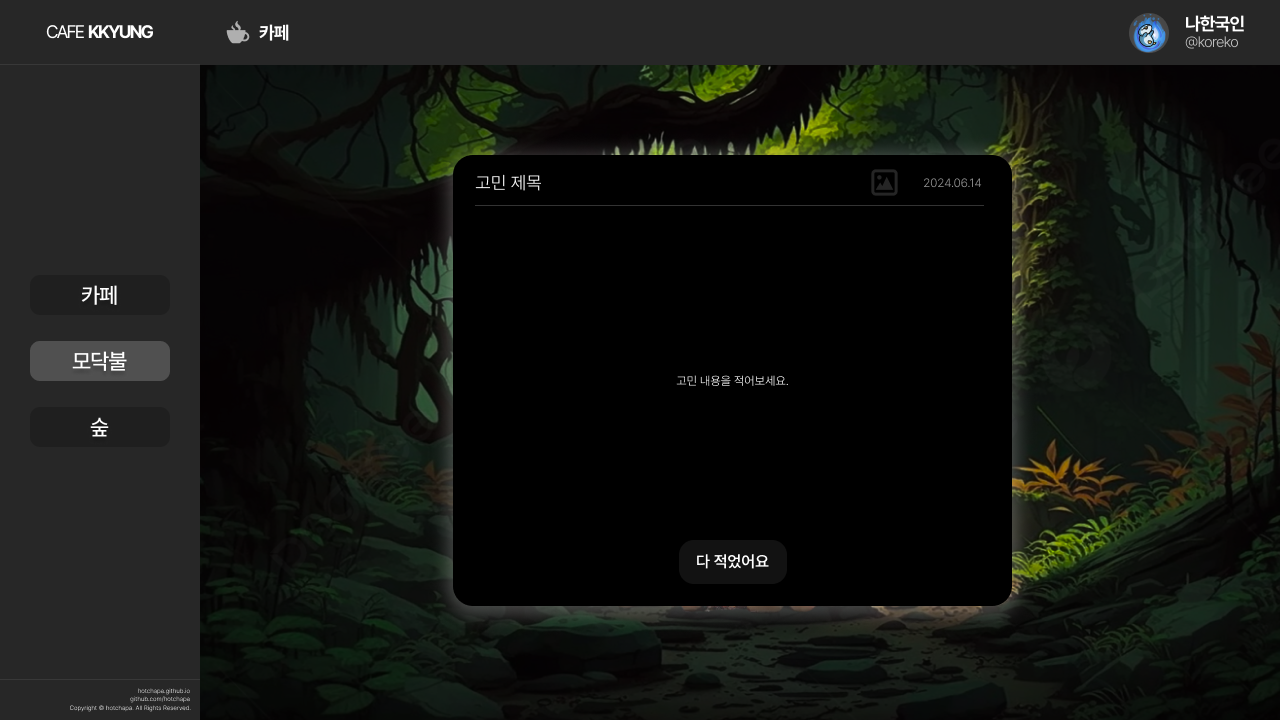 CAFE KKYUNG
카페
나한국인
@koreko
카페
모닥불
숲
고민 제목
2024.06.14
고민 내용을 적어보세요.
다 적었어요
hotchapa.github.io
github.com/hotchapa
Copyright © hotchapa. All Rights Reserved.